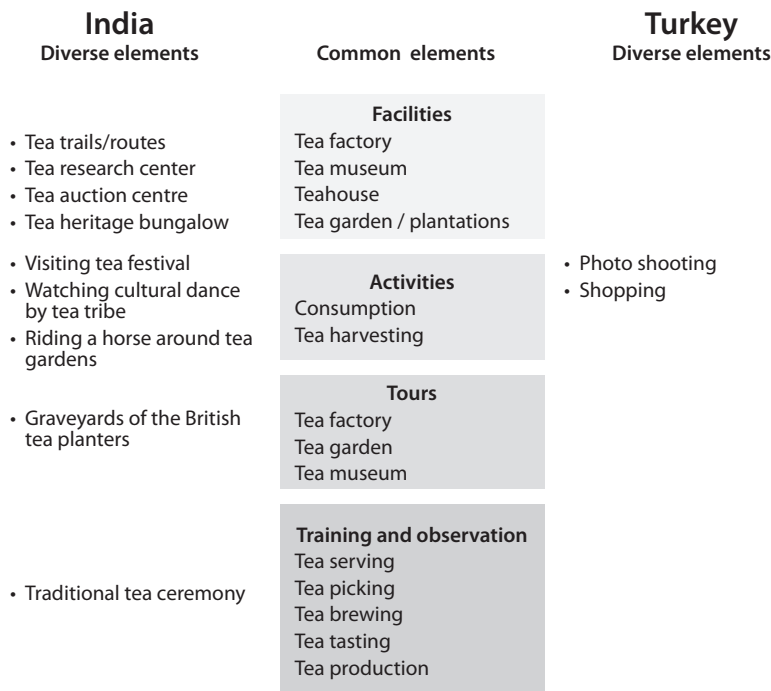 India
Diverse elements
Common elements
Turkey
Diverse elements
• Tea trails/routes
• Tea research center
• Tea auction centre
• Tea heritage bungalow
Facilities
Tea factory
Tea museum
Teahouse
Tea garden / plantations
• Visiting tea festival
• Watching cultural dance
by tea tribe
• Riding a horse around tea
gardens
Activities
Consumption
Tea harvesting
• Photo shooting
• Shopping
• Graveyards of the British
tea planters
Tours
Tea factory
Tea garden
Tea museum
• Traditional tea ceremony
Training and observation
Tea serving
Tea picking
Tea brewing
Tea tasting
Tea production